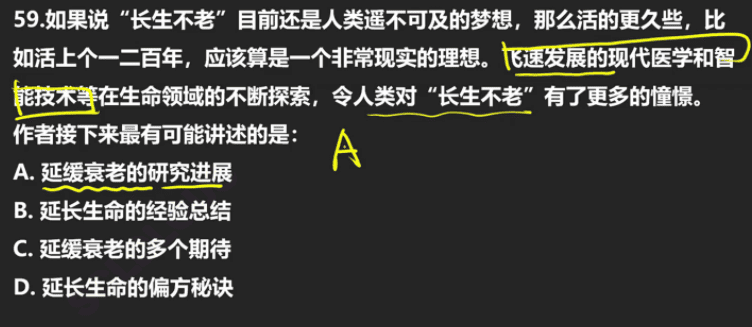 59.如果说“长生不老”目前还是人类遥不可及的梦想，那么活的更久些，比
如活上个一二百年，应该算是一个非常现实的理想。飞速发展的现代医学和智
能技术等在生命领域的不断探索，令人类对“长生不老”有了更多的憧憬。
作者接下来最有可能讲述的是：
A
A. 延缓衰老的研究进展
B. 延长生命的经验总结
C. 延缓衰老的多个期待
D. 延长生命的偏方秘诀